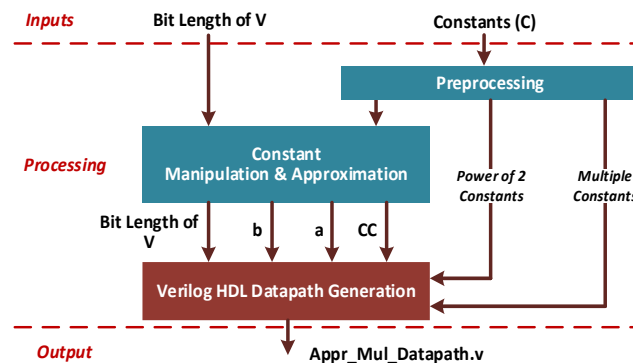 Inputs
Bit Length of V
Constants (C)
Preprocessing
Processing
Constant
Manipulation & Approximation
Power of 2
Constants
Multiple
Constants
Bit Length of
V
b
a
CC
Verilog HDL Datapath Generation
Output
Appr_Mul_Datapath.v